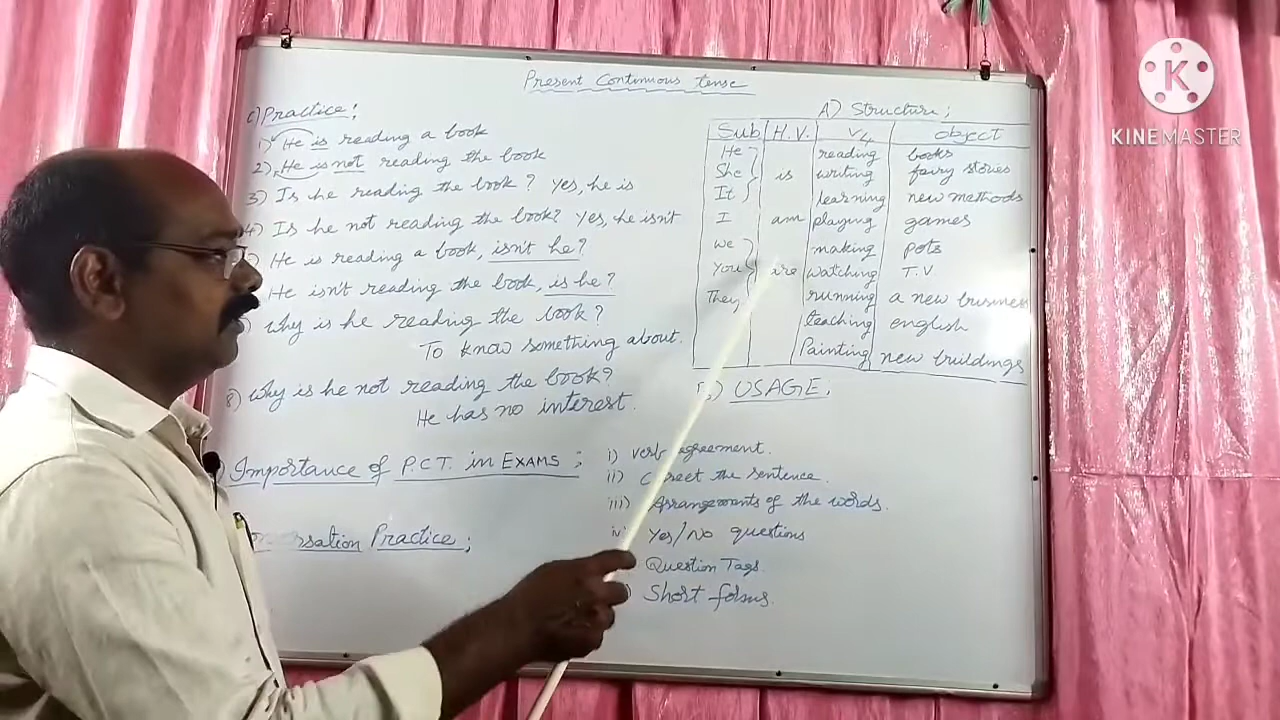 Present Continuous tense
C) Practice;
1) He is reading a book
2) He is not reading the book
3) Is he reading the book? yes, he is
4) Is he not reading the book? yes, he isn't
) He is reading a book, isn't he?
He isn't reading the book, is he?
) why is he reading the book?
To know something about.
8) why is he not reading the book?
He has no interest.
) Importance of P.C.T. in EXAMS;
Practice;
A) Structure;
Sub H.V. V4 object
He reading books
She is writing fairy stories
It learning new methods
I am playing games
we making pots
You watching T.V
They running a new business
teaching english
Painting new buildings
USAGE;
i) verb agreement.
ii) the sentence.
iii) Arrangements of the words.
Yes/No questions
Question Tags.
Short forms.
KINEMASTER